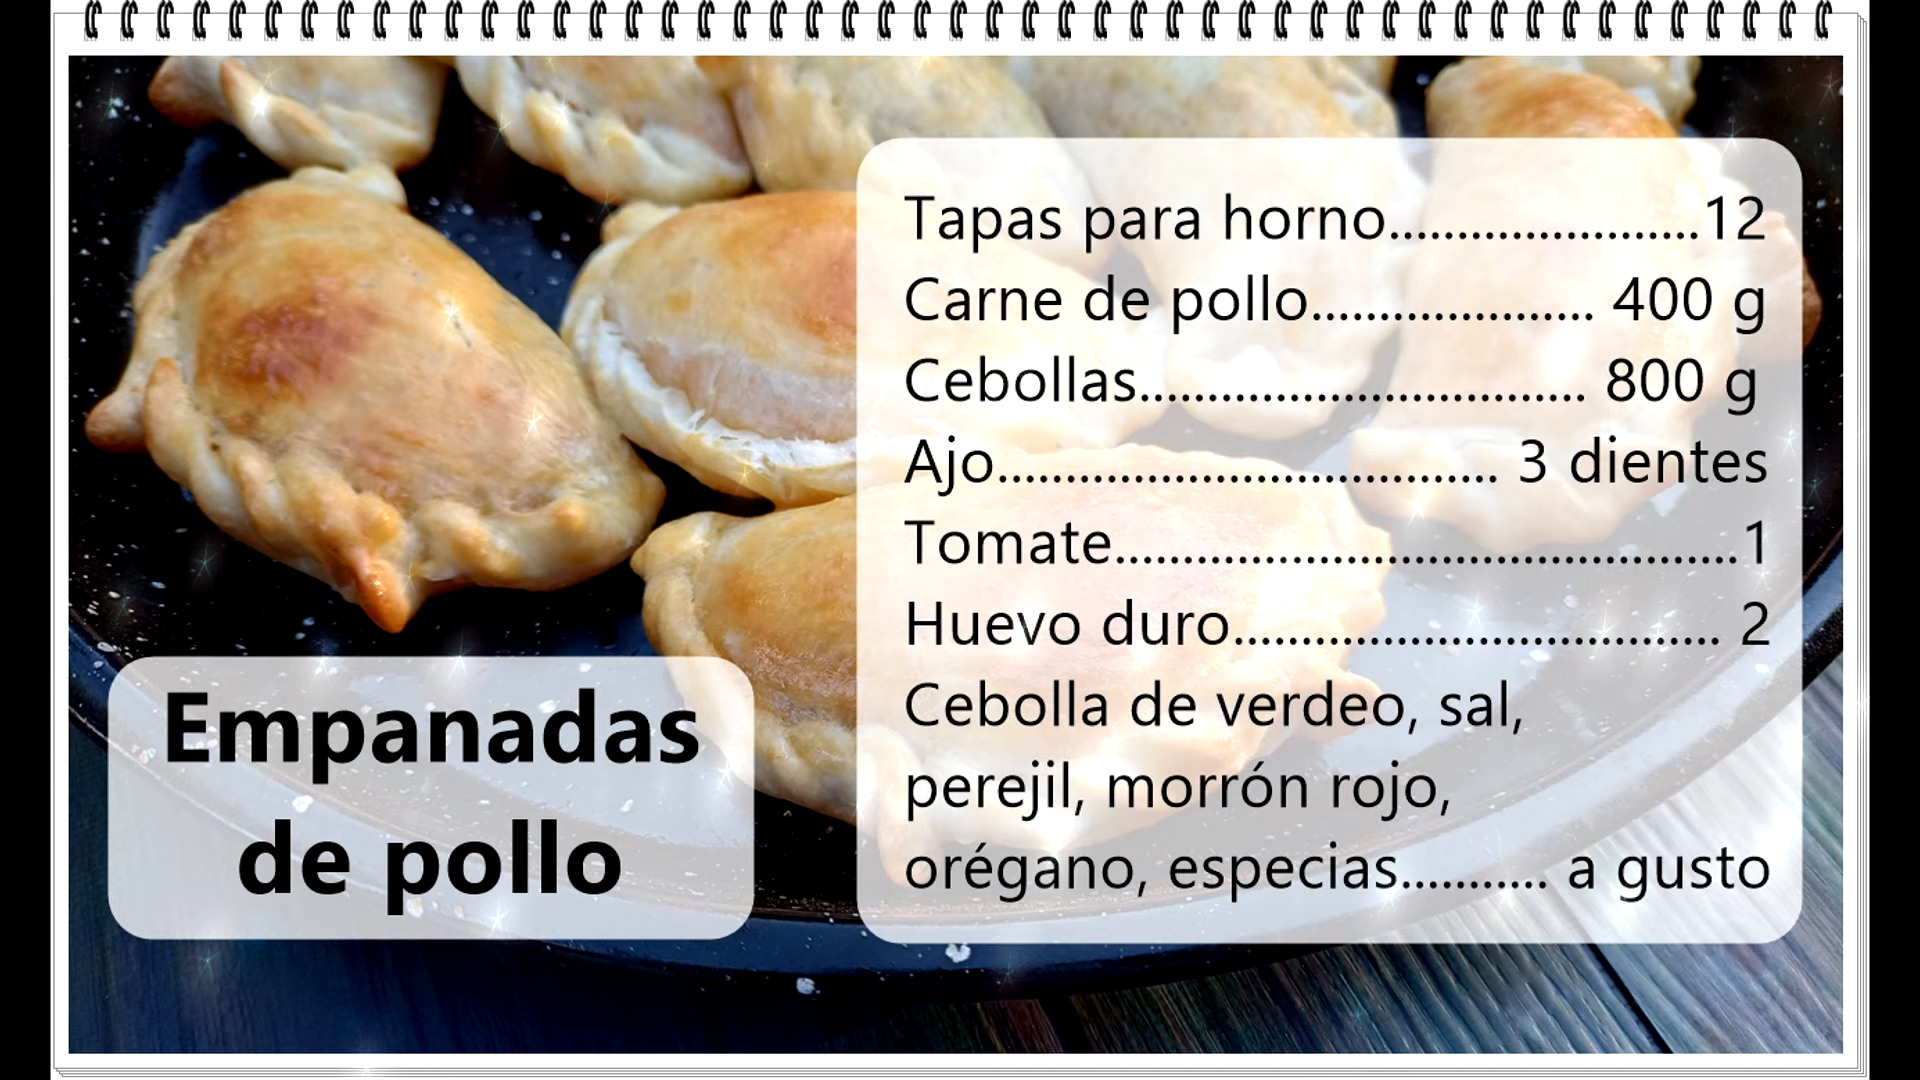 Tapas para horno.......................12
Carne de pollo..................... 400 g
Cebollas................................. 800 g
Ajo..................................... 3 dientes
Tomate..............................................1
Huevo duro.................................... 2
Cebolla de verdeo, sal,
perejil, morrón rojo,
orégano, especias........... a gusto
Empanadas
de pollo